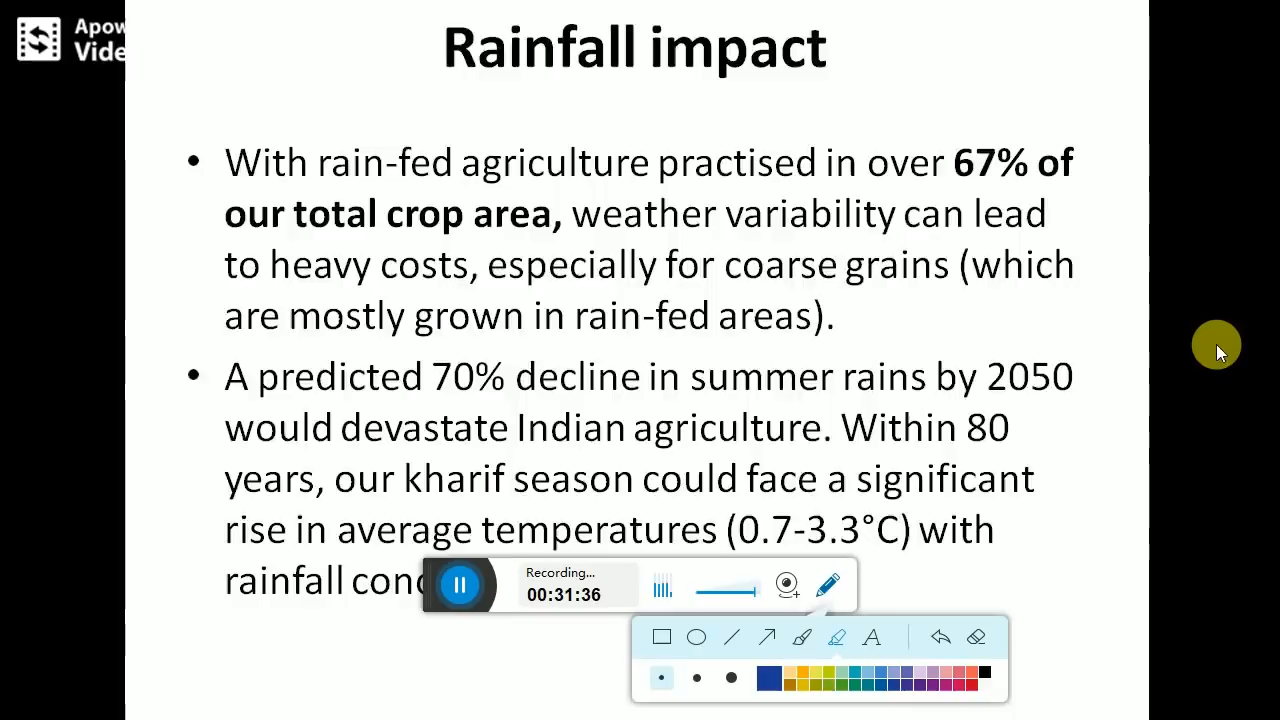 Rainfall impact
• With rain-fed agriculture practised in over 67% of
our total crop area, weather variability can lead
to heavy costs, especially for coarse grains (which
are mostly grown in rain-fed areas).
• A predicted 70% decline in summer rains by 2050
would devastate Indian agriculture. Within 80
years, our kharif season could face a significant
rise in average temperatures (0.7-3.3°C) with
rainfall
Recording...
00:31:36
A